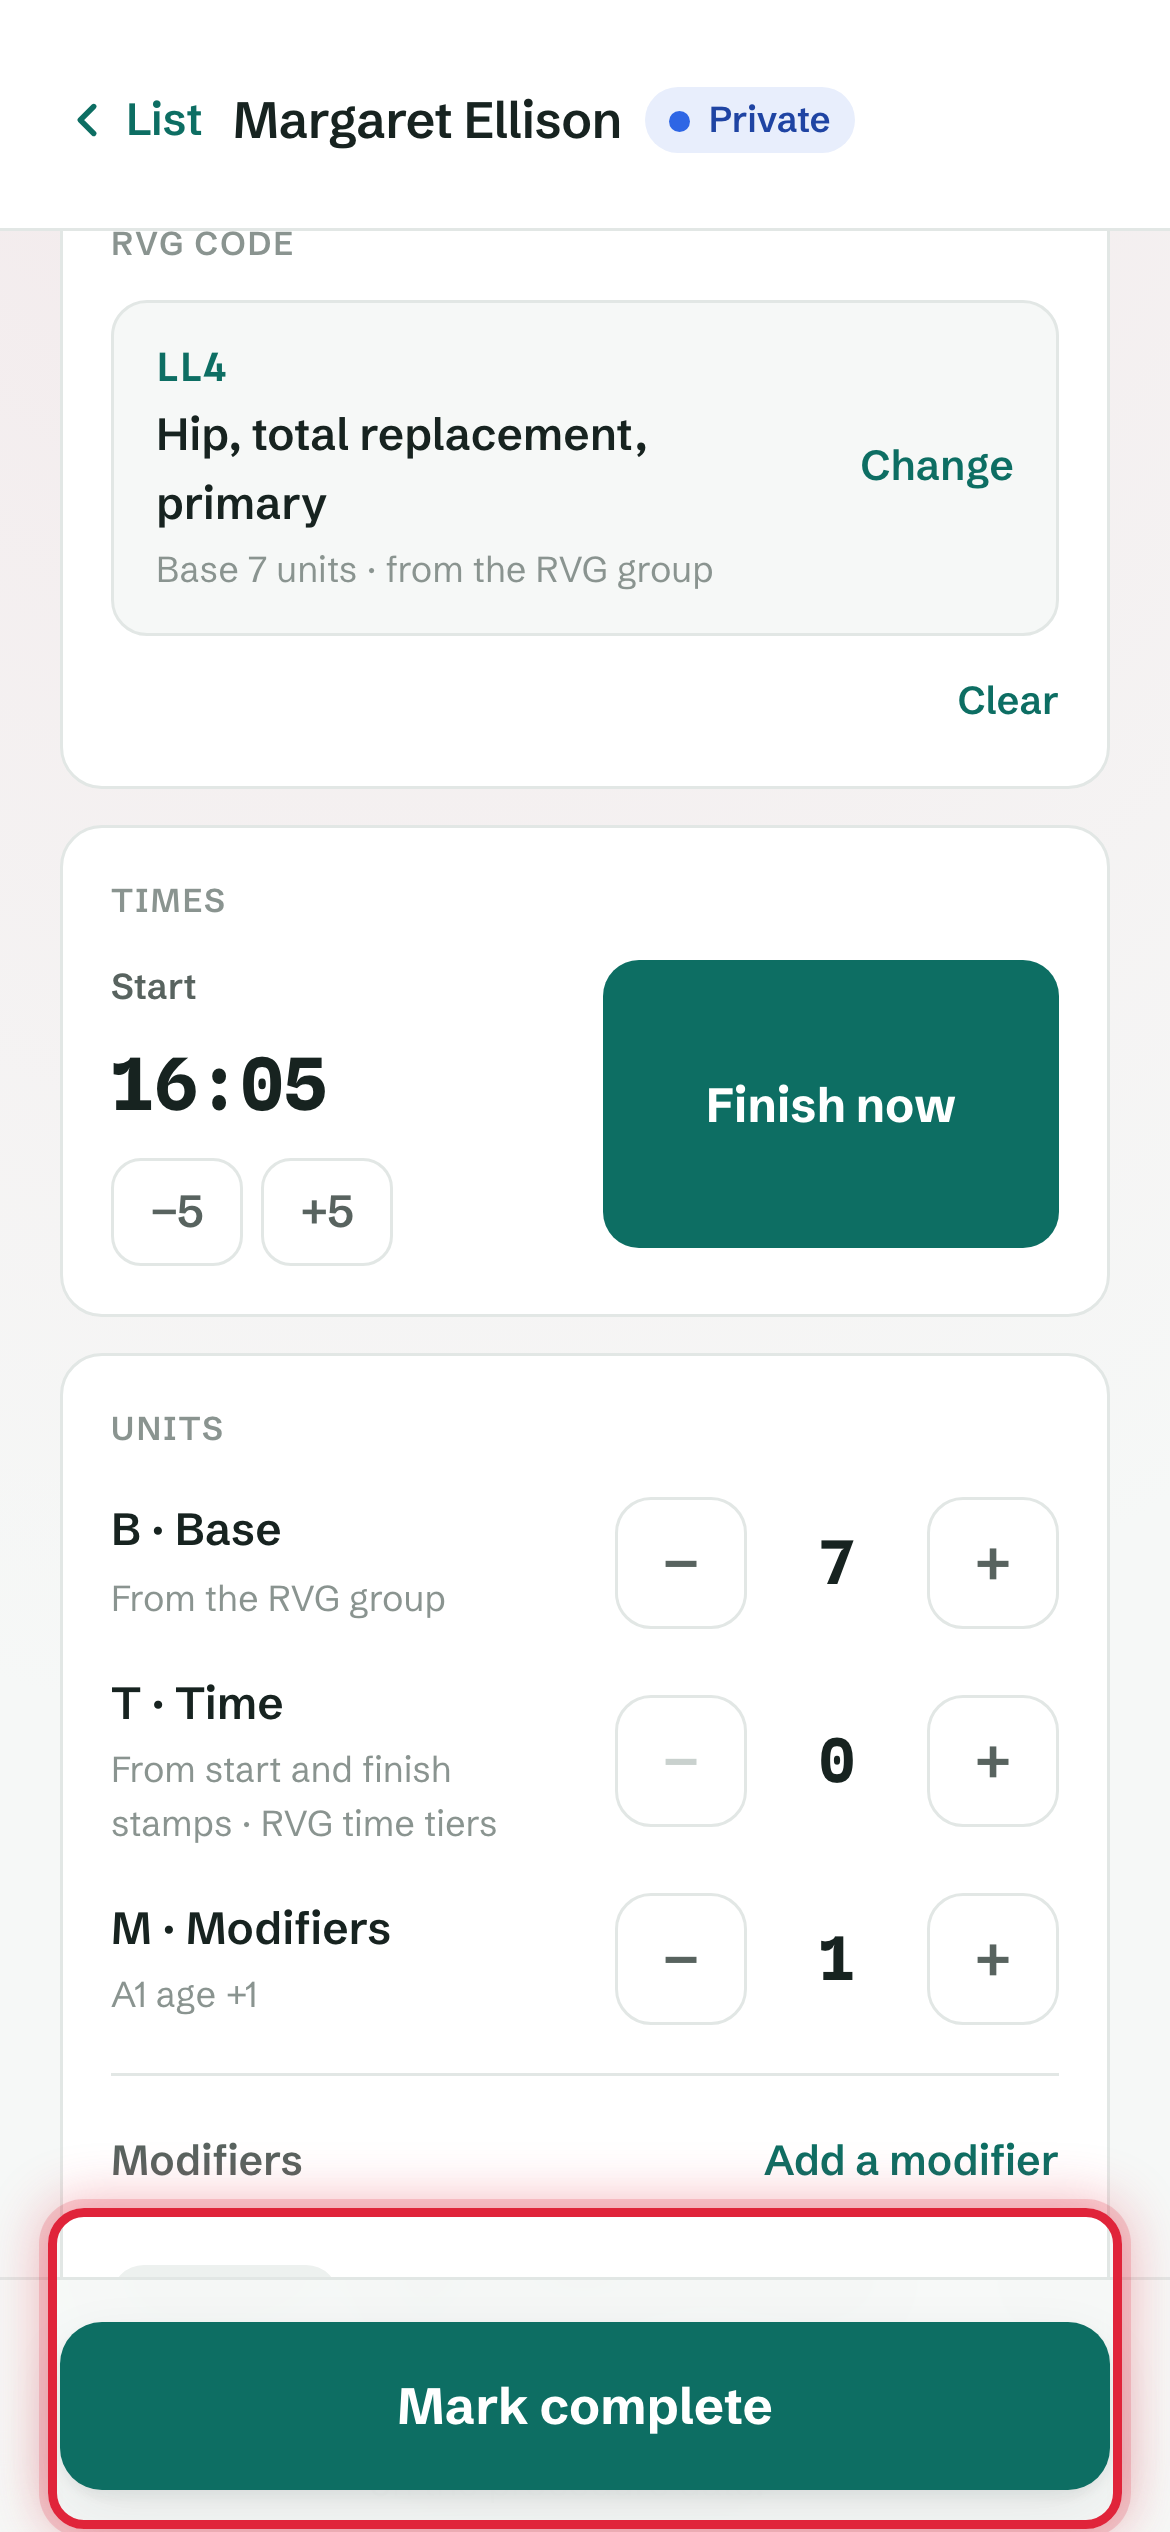 List Margaret Ellison Private
RVG CODE
LL4
Hip, total replacement,
primary
Change
Base 7 units · from the RVG group
Clear
TIMES
Start
16:05
Finish now
−5 +5
UNITS
B · Base
From the RVG group
− 7 +
T · Time
From start and finish
stamps · RVG time tiers
− 0 +
M · Modifiers
A1 age +1
− 1 +
Modifiers Add a modifier
Mark complete